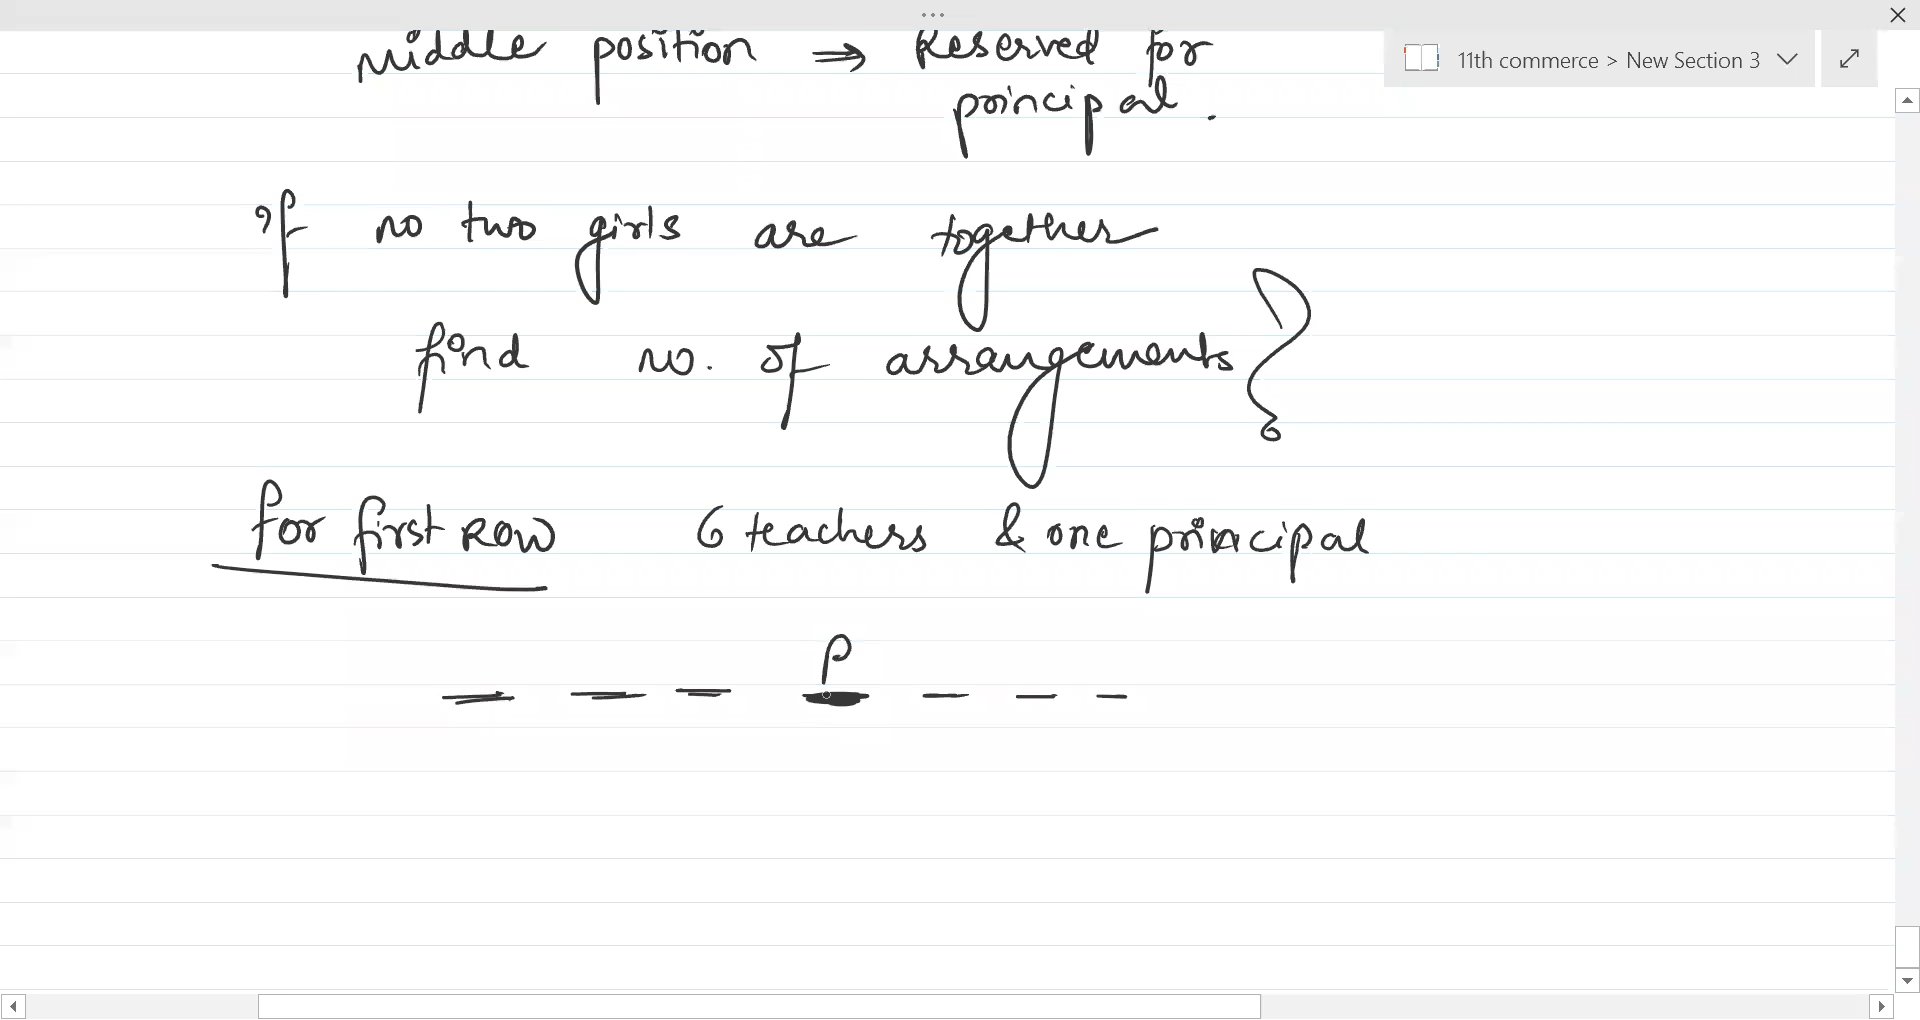 11th commerce > New Section 3
middle position ⇒ Reserved for
principal.
If no two girls are together
find no. of arrangements ?
for first Row 6 teachers & one principal
P